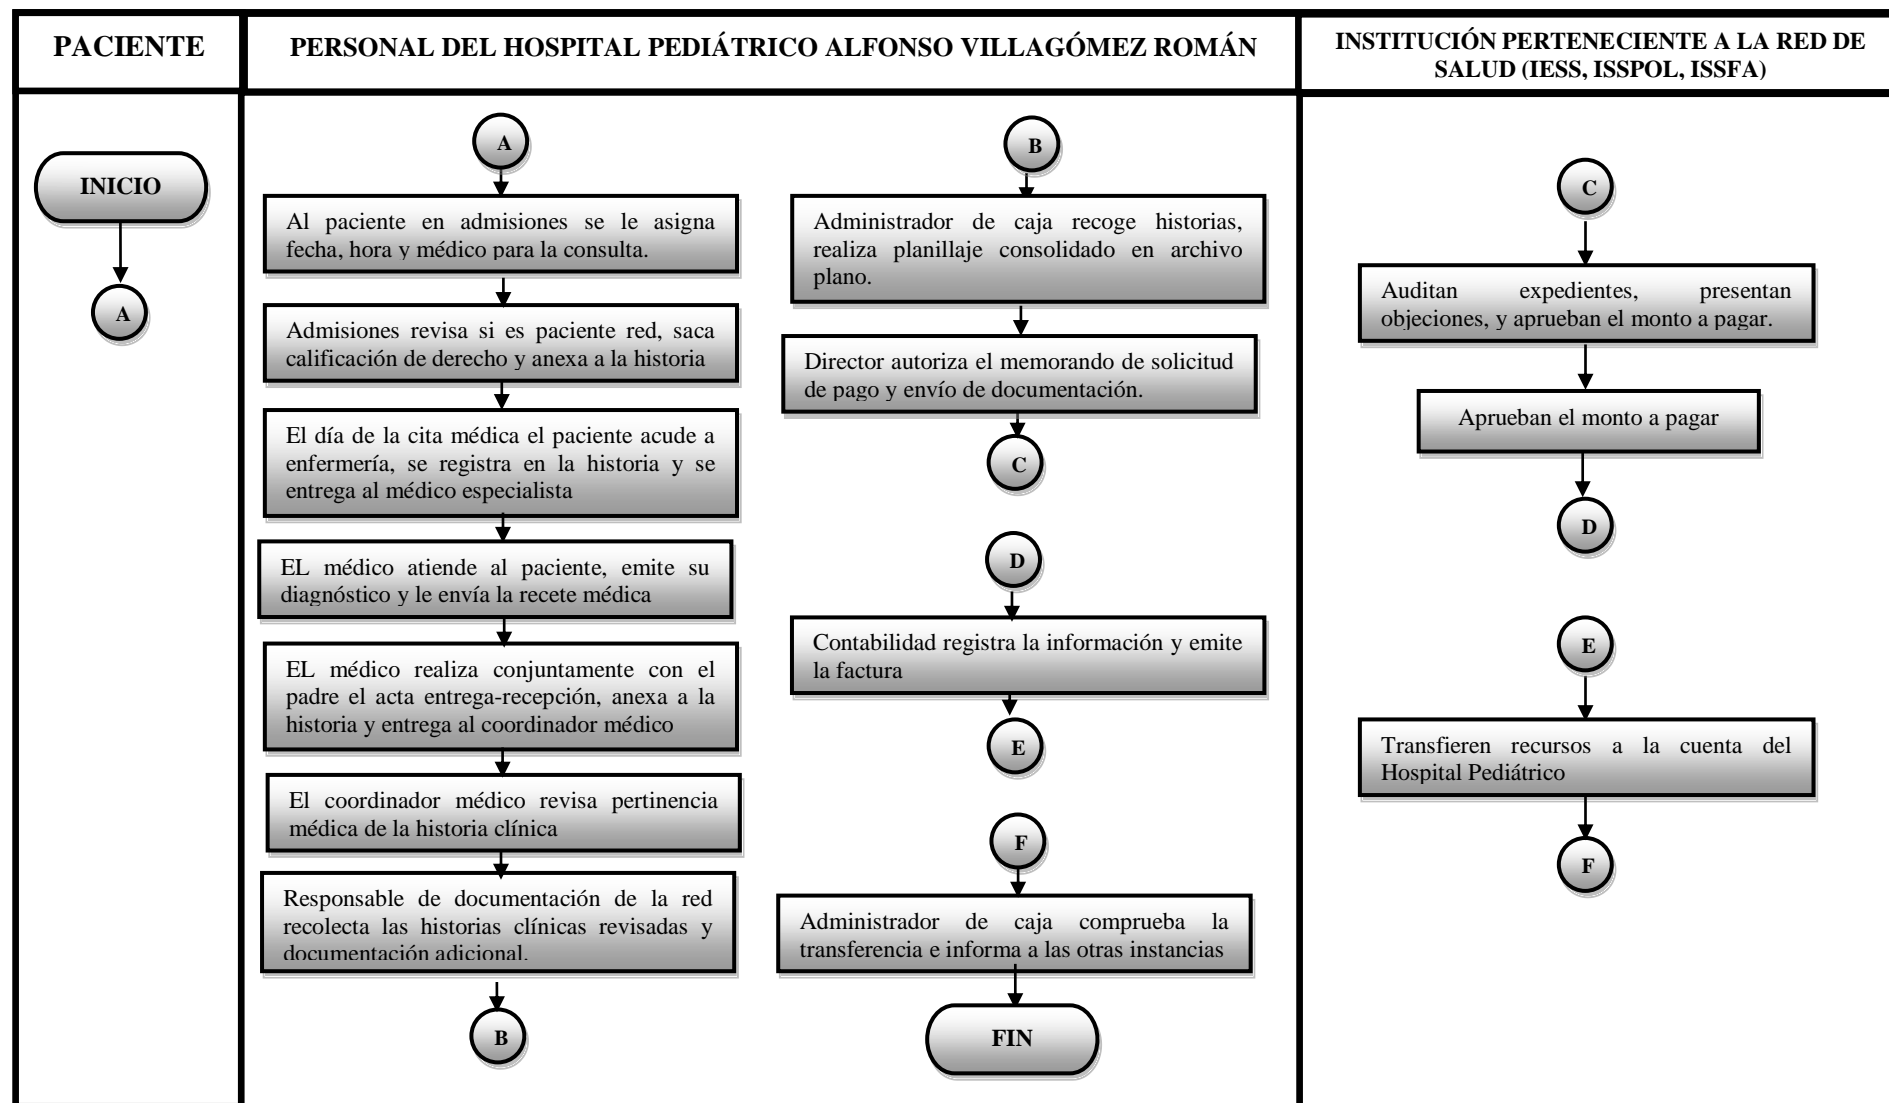 PACIENTE
PERSONAL DEL HOSPITAL PEDIÁTRICO ALFONSO VILLAGÓMEZ ROMÁN
INSTITUCIÓN PERTENECIENTE A LA RED DE
SALUD (IESS, ISSPOL, ISSFA)
INICIO
A
A
Al paciente en admisiones se le asigna
fecha, hora y médico para la consulta.
Admisiones revisa si es paciente red, saca
calificación de derecho y anexa a la historia
El día de la cita médica el paciente acude a
enfermería, se registra en la historia y se
entrega al médico especialista
EL médico atiende al paciente, emite su
diagnóstico y le envía la recete médica
EL médico realiza conjuntamente con el
padre el acta entrega-recepción, anexa a la
historia y entrega al coordinador médico
El coordinador médico revisa pertinencia
médica de la historia clínica
Responsable de documentación de la red
recolecta las historias clínicas revisadas y
documentación adicional.
B
B
Administrador de caja recoge historias,
realiza planillaje consolidado en archivo
plano.
Director autoriza el memorando de solicitud
de pago y envío de documentación.
C
D
Contabilidad registra la información y emite
la factura
E
F
Administrador de caja comprueba la
transferencia e informa a las otras instancias
FIN
C
Auditan expedientes, presentan
objeciones, y aprueban el monto a pagar.
Aprueban el monto a pagar
D
E
Transfieren recursos a la cuenta del
Hospital Pediátrico
F